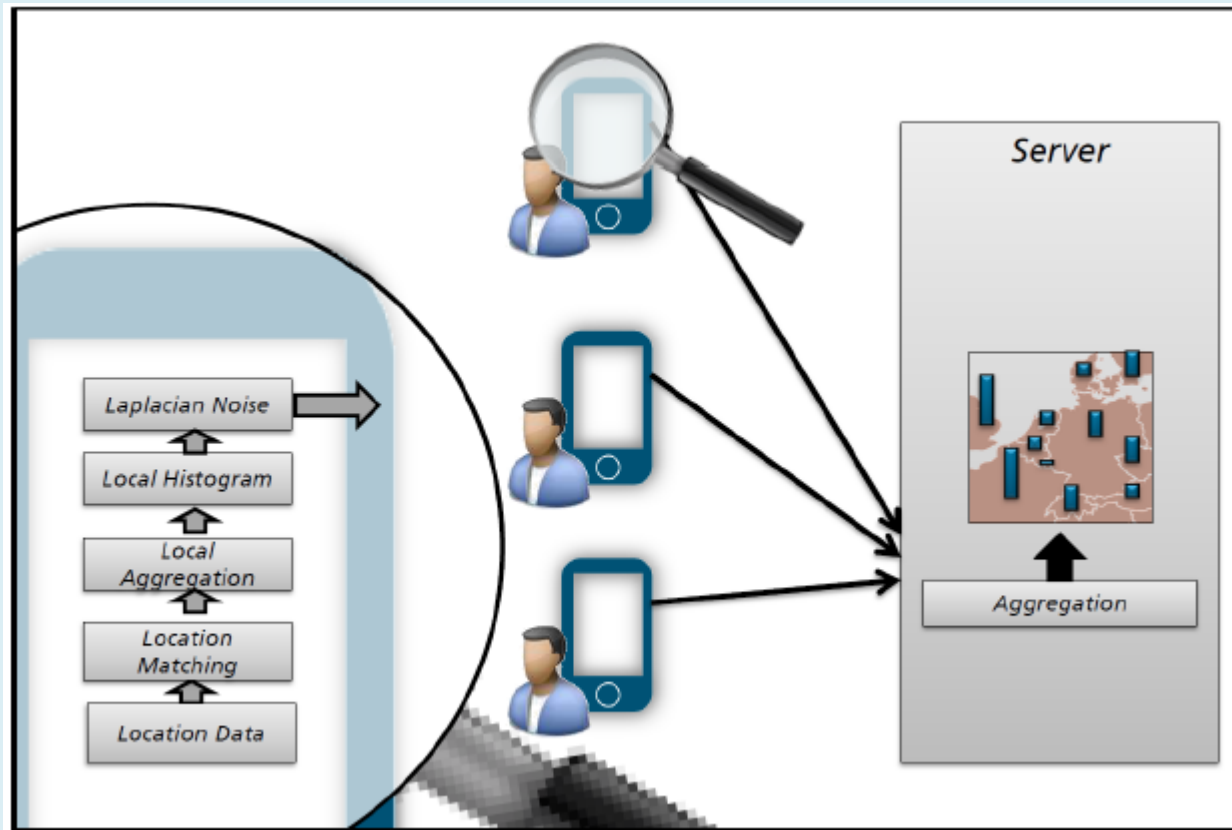 Server
Laplacian Noise
Local Histogram
Local
Aggregation
Location
Matching
Location Data
Aggregation